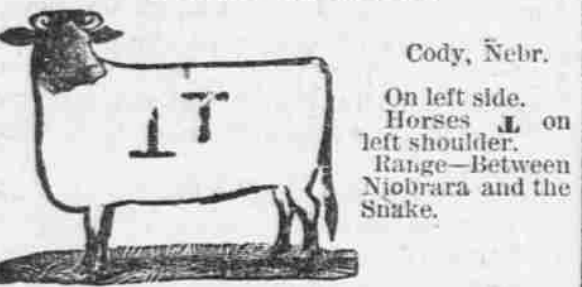 Cody, Nebr.
On left side.
Horses ⊥ on
left shoulder.
Range—Between
Niobrara and the
Snake.
⊥ T